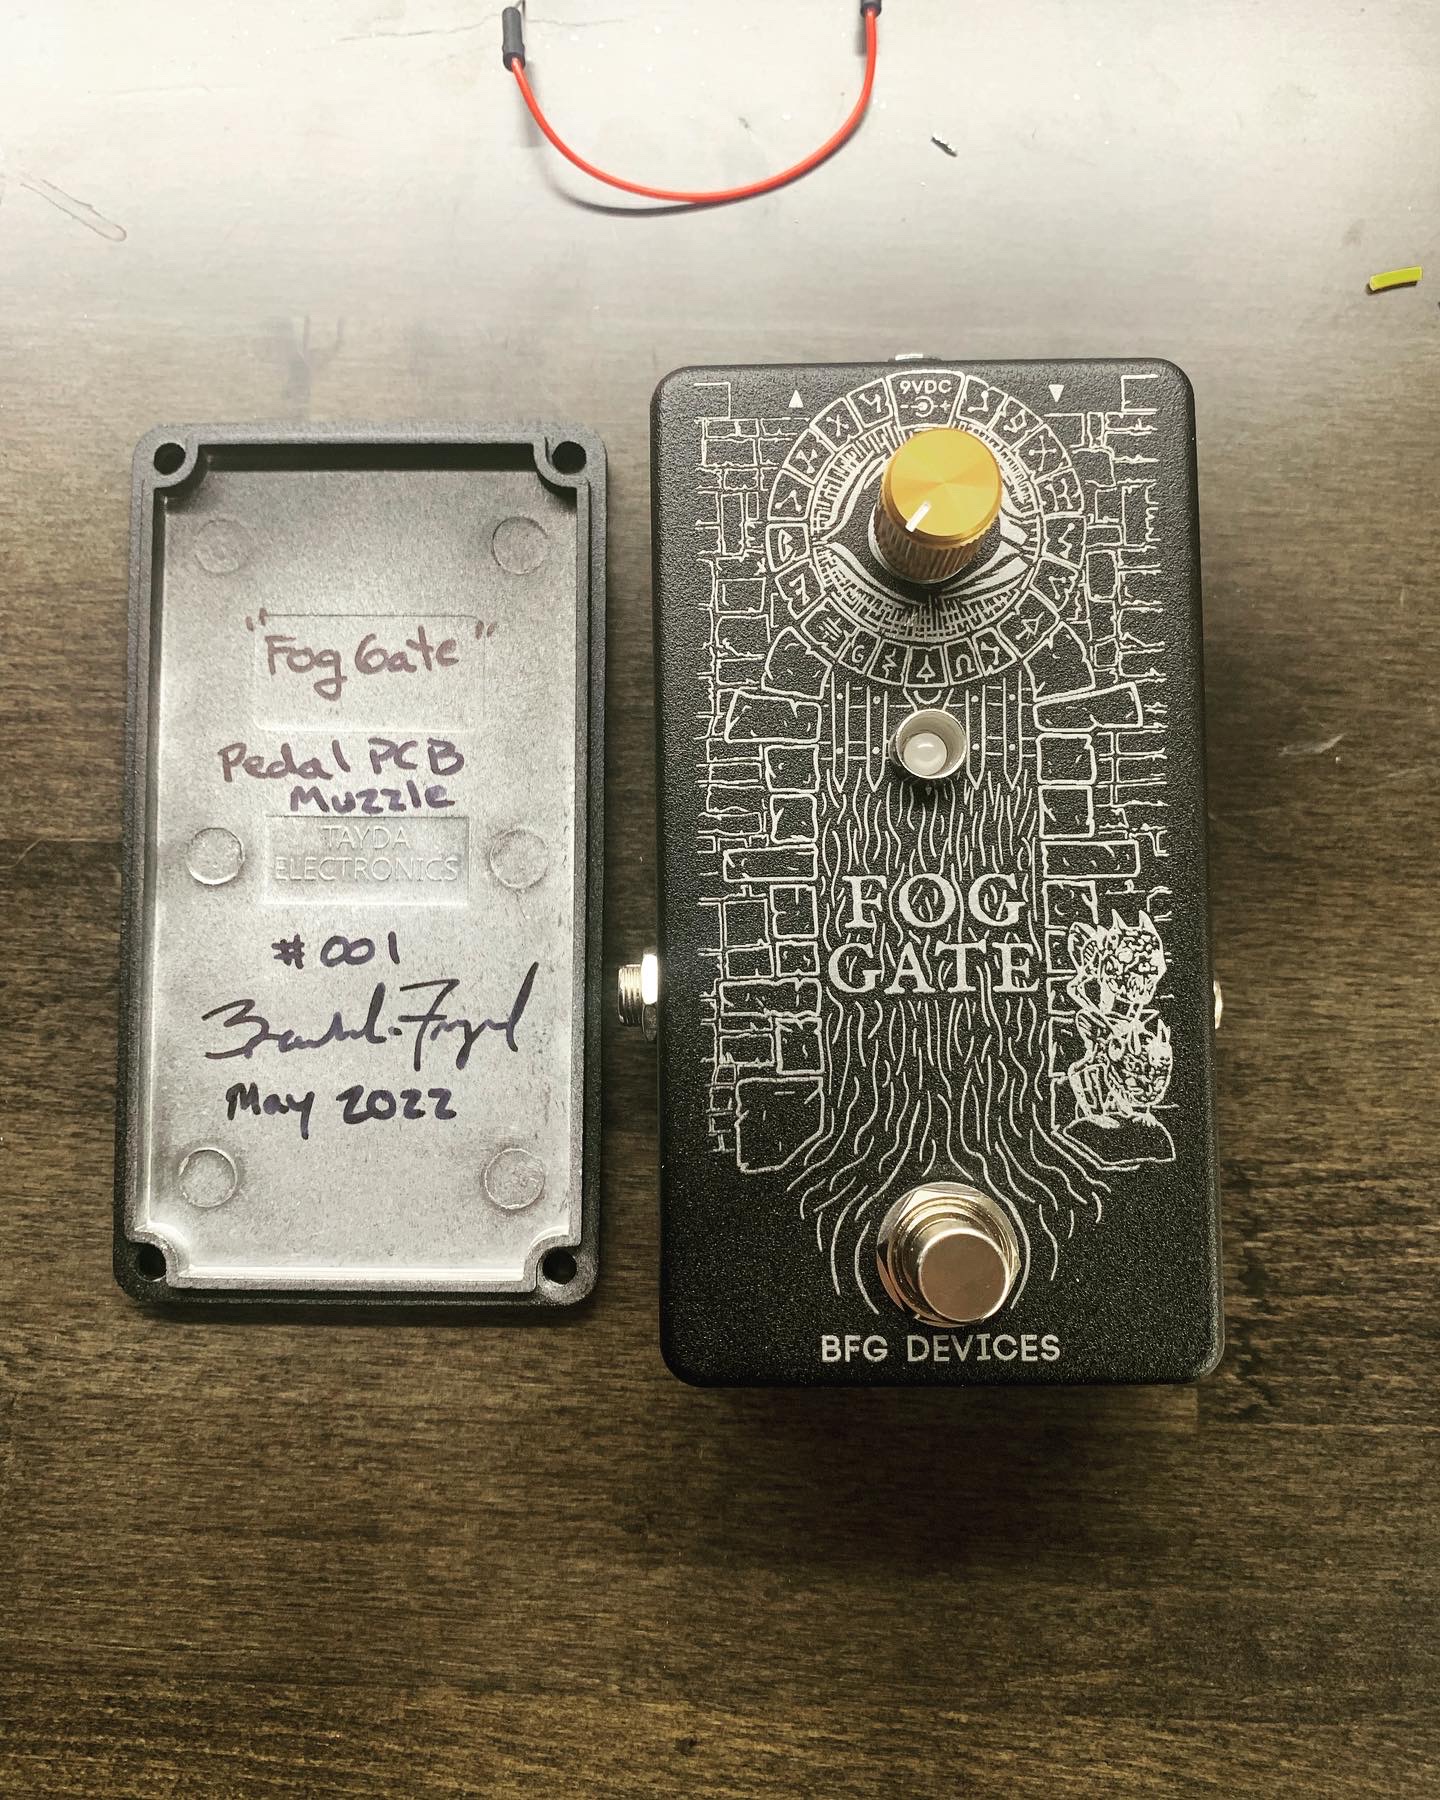 "Fog Gate"
Pedal PCB
Muzzle
TAYDA
ELECTRONICS
#001
May 2022
9VDC
- +
FOG
GATE
BFG DEVICES